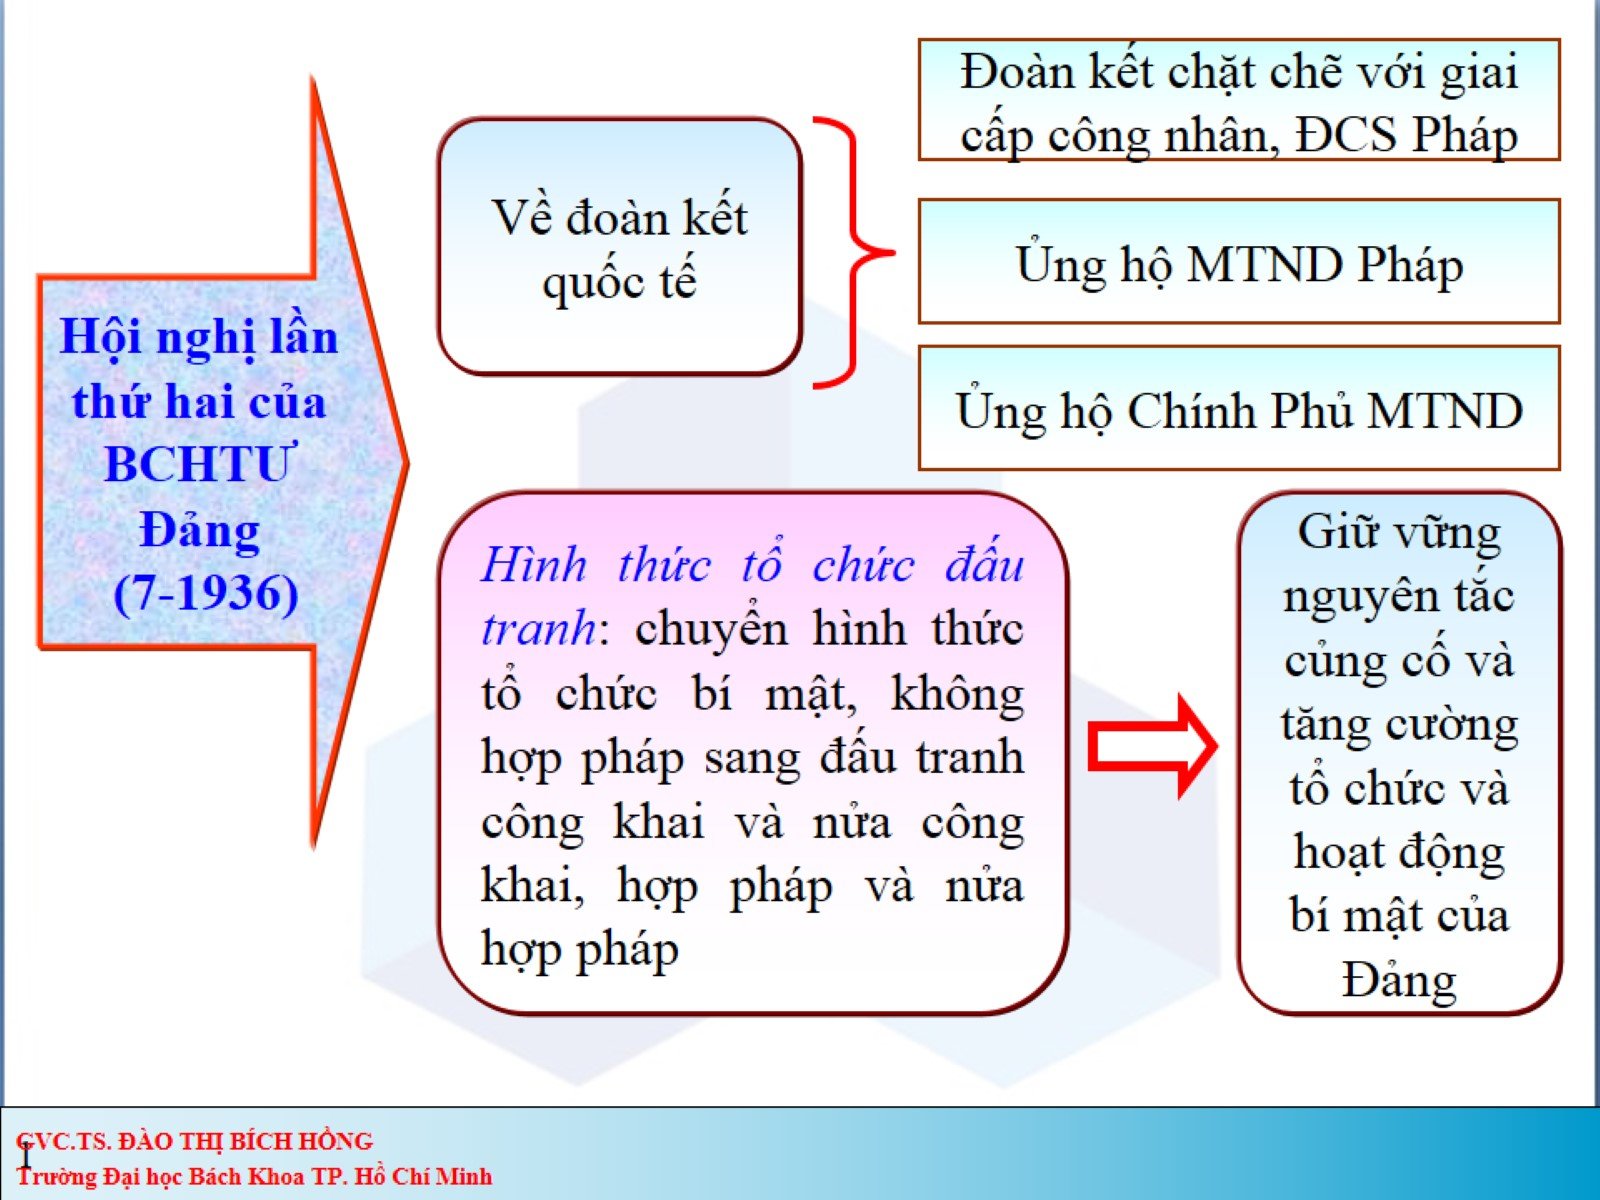 Hội nghị lần
thứ hai của
BCHTƯ
Đảng
(7-1936)
Về đoàn kết
quốc tế
Đoàn kết chặt chẽ với giai
cấp công nhân, ĐCS Pháp
Ủng hộ MTND Pháp
Ủng hộ Chính Phủ MTND
Hình thức tổ chức đấu
tranh: chuyển hình thức
tổ chức bí mật, không
hợp pháp sang đấu tranh
công khai và nửa công
khai, hợp pháp và nửa
hợp pháp
Giữ vững
nguyên tắc
củng cố và
tăng cường
tổ chức và
hoạt động
bí mật của
Đảng
GVC.TS. ĐÀO THỊ BÍCH HỒNG
1
Trường Đại học Bách Khoa TP. Hồ Chí Minh